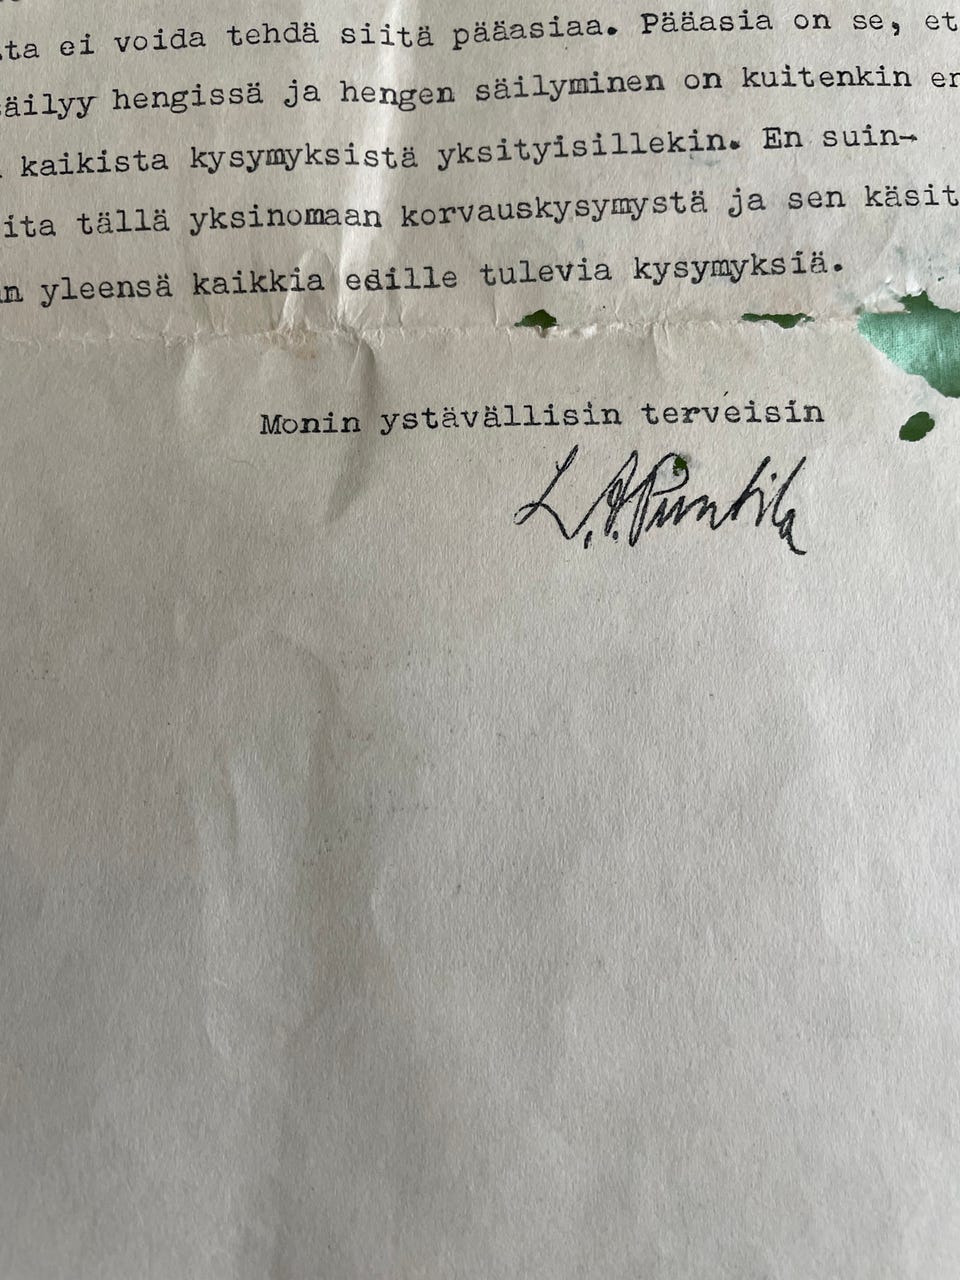 ta ei voida tehdä siitä pääasiaa. Pääasia on se, et
äilyy hengissä ja hengen säilyminen on kuitenkin en
kaikista kysymyksistä yksityisillekin. En suin-
ita tällä yksinomaan korvauskysymystä ja sen käsit
n yleensä kaikkia edille tulevia kysymyksiä.
Monin ystävällisin terveisin
L. A. Puntila